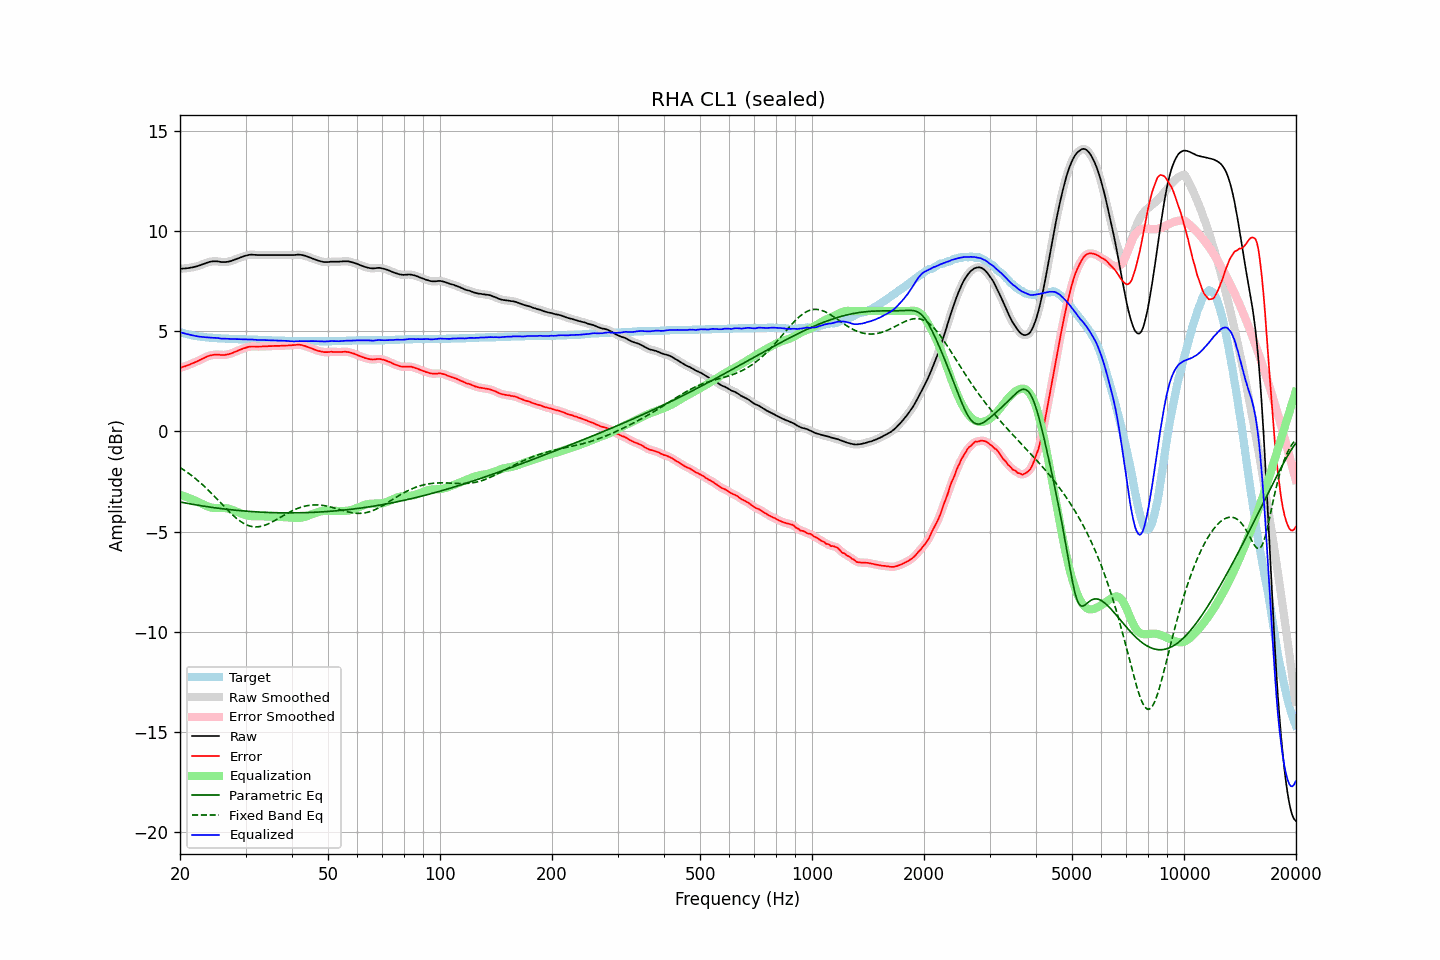 RHA CL1 (sealed)
Amplitude (dBr)
15
10
5
0
−5
−10
−15
−20
Target
Raw Smoothed
Error Smoothed
Raw
Error
Equalization
Parametric Eq
Fixed Band Eq
Equalized
20 50 100 200 500 1000 2000 5000 10000 20000
Frequency (Hz)